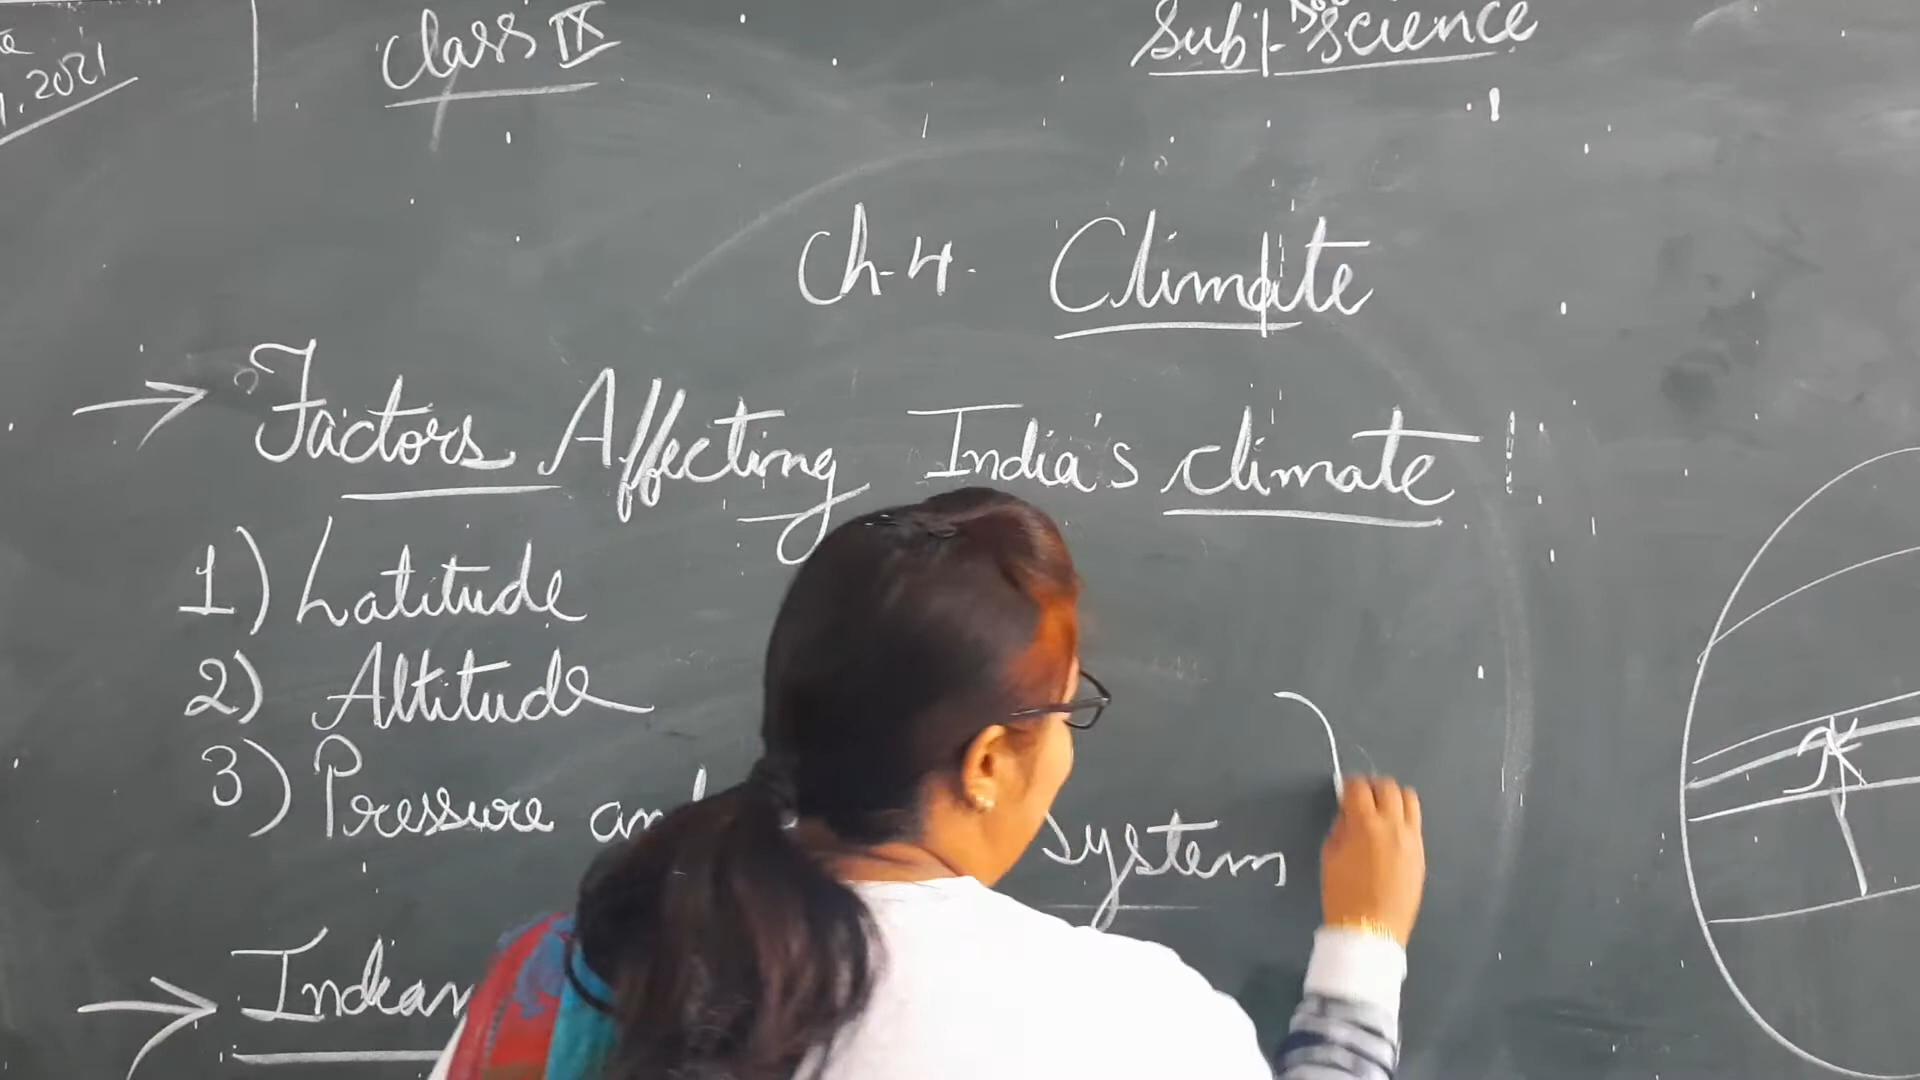 2021
Class IX
Sub - Science
Ch-4. Climate
Factors Affecting India's climate
1) Latitude
2) Altitude
3) Pressure
System
Indian